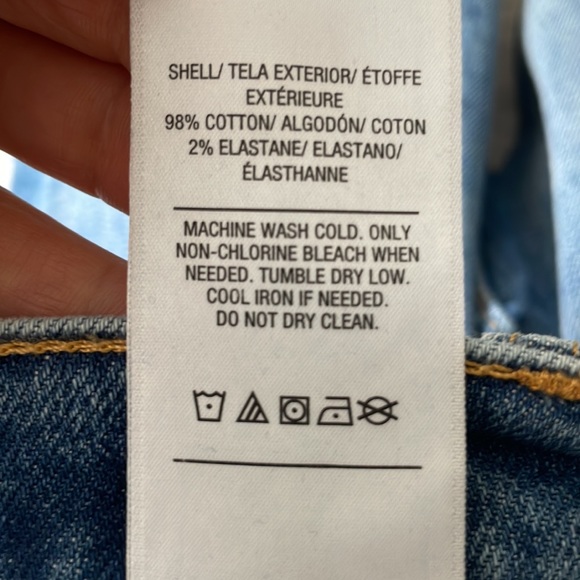 SHELL/ TELA EXTERIOR/ ÉTOFFE
EXTÉRIEURE
98% COTTON/ ALGODÓN/ COTON
2% ELASTANE/ ELASTANO/
ÉLASTHANNE
MACHINE WASH COLD. ONLY
NON-CHLORINE BLEACH WHEN
NEEDED. TUMBLE DRY LOW.
COOL IRON IF NEEDED.
DO NOT DRY CLEAN.